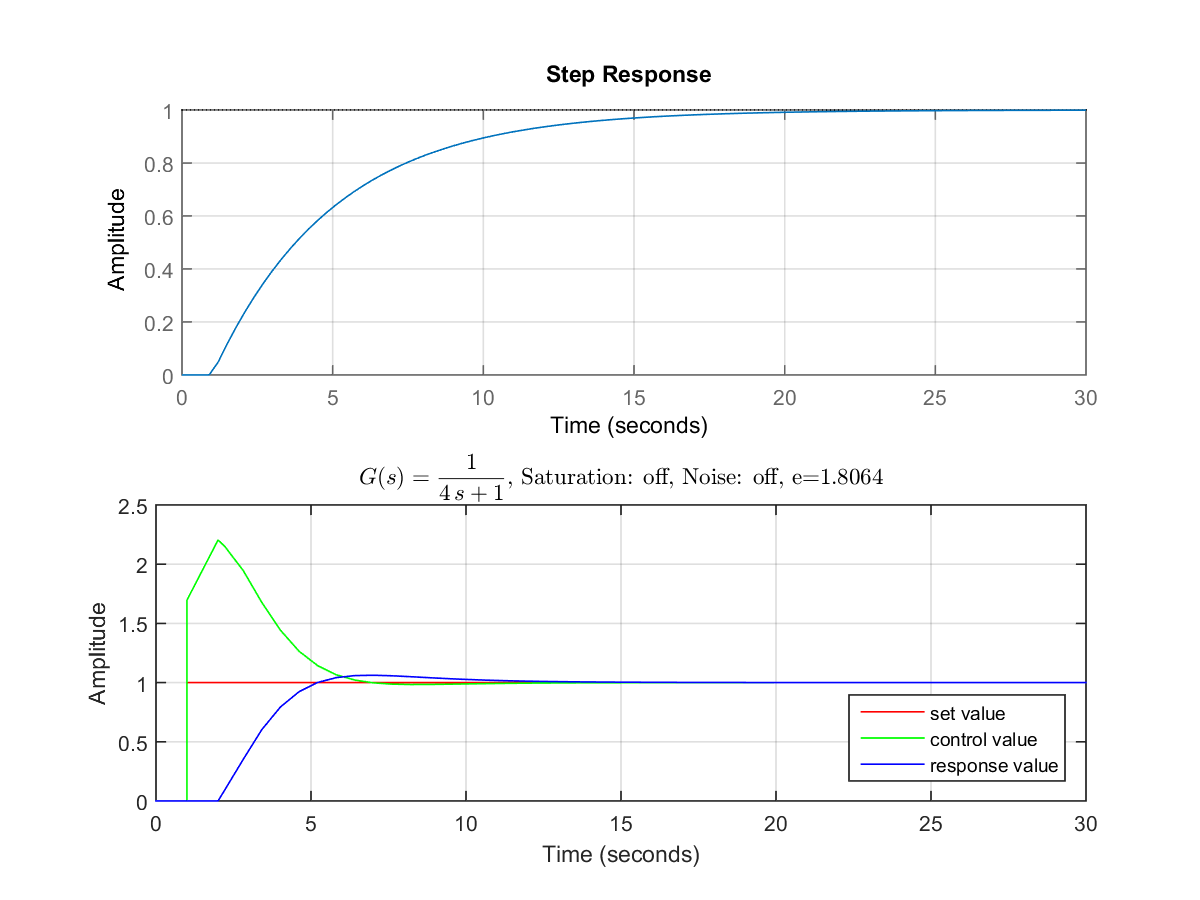 Step Response
Amplitude
1
0.8
0.6
0.4
0.2
0
0 5 10 15 20 25 30
Time (seconds)
G(s) = \frac{1}{4 s + 1}, Saturation: off, Noise: off, e=1.8064
Amplitude
2.5
2
1.5
1
0.5
0
set value
control value
response value
0 5 10 15 20 25 30
Time (seconds)